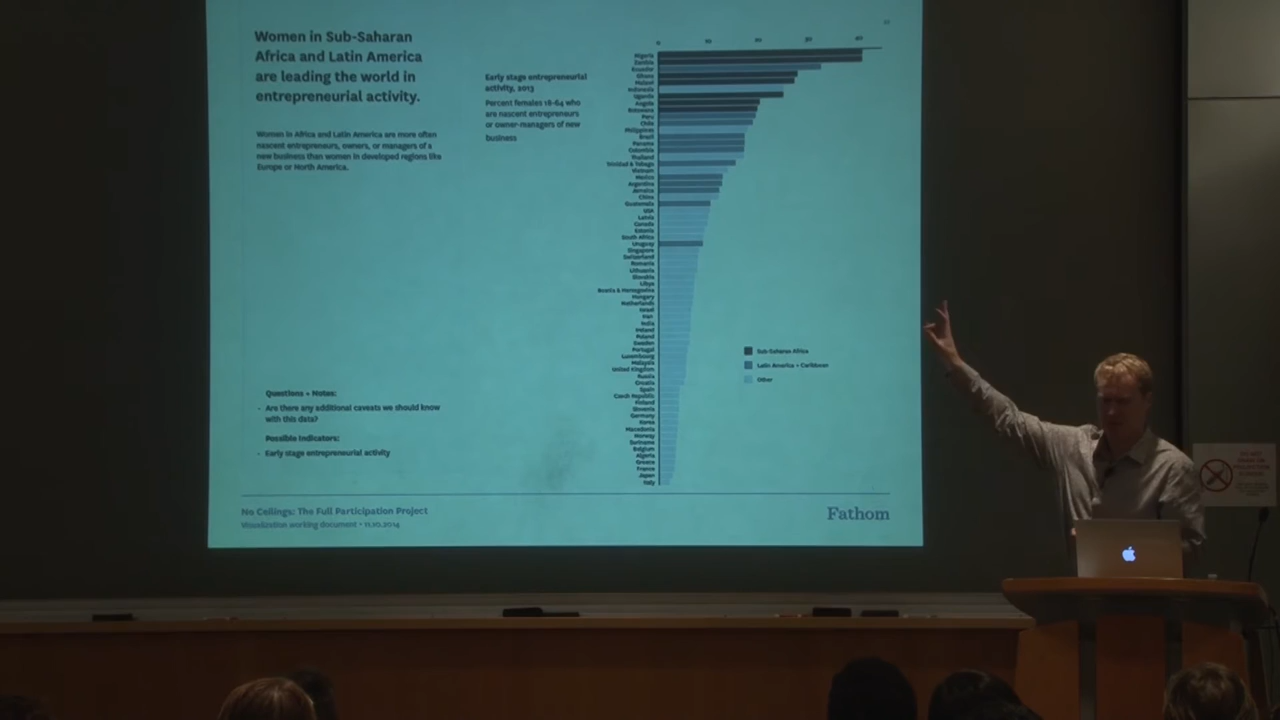 Women in Sub-Saharan
Africa and Latin America
are leading the world in
entrepreneurial activity.
Women in Africa and Latin America are more often
nascent entrepreneurs, owners, or managers of a
new business than women in developed regions like
Europe or North America.
Early stage entrepreneurial
activity, 2013
Percent females 18-64 who
are nascent entrepreneurs
or owner-managers of new
business
0 10 20 30 40
Nigeria
Zambia
Ecuador
Ghana
Malawi
Indonesia
Uganda
Angola
Botswana
Peru
Chile
Philippines
Brazil
Panama
Colombia
Thailand
Trinidad & Tobago
Vietnam
Mexico
Argentina
Jamaica
China
Guatemala
USA
Latvia
Canada
Estonia
South Africa
Uruguay
Singapore
Switzerland
Romania
Lithuania
Slovakia
Libya
Bosnia & Herzegovina
Hungary
Netherlands
Israel
Iran
India
Ireland
Poland
Sweden
Portugal
Luxembourg
Malaysia
United Kingdom
Russia
Croatia
Spain
Czech Republic
Finland
Slovenia
Germany
Korea
Macedonia
Norway
Suriname
Belgium
Algeria
Greece
France
Japan
Italy
Sub-Saharan Africa
Latin America + Caribbean
Other
Questions + Notes:
- Are there any additional caveats we should know
with this data?
Possible Indicators:
- Early stage entrepreneurial activity
No Ceilings: The Full Participation Project
Visualization working document • 11.10.2014
Fathom